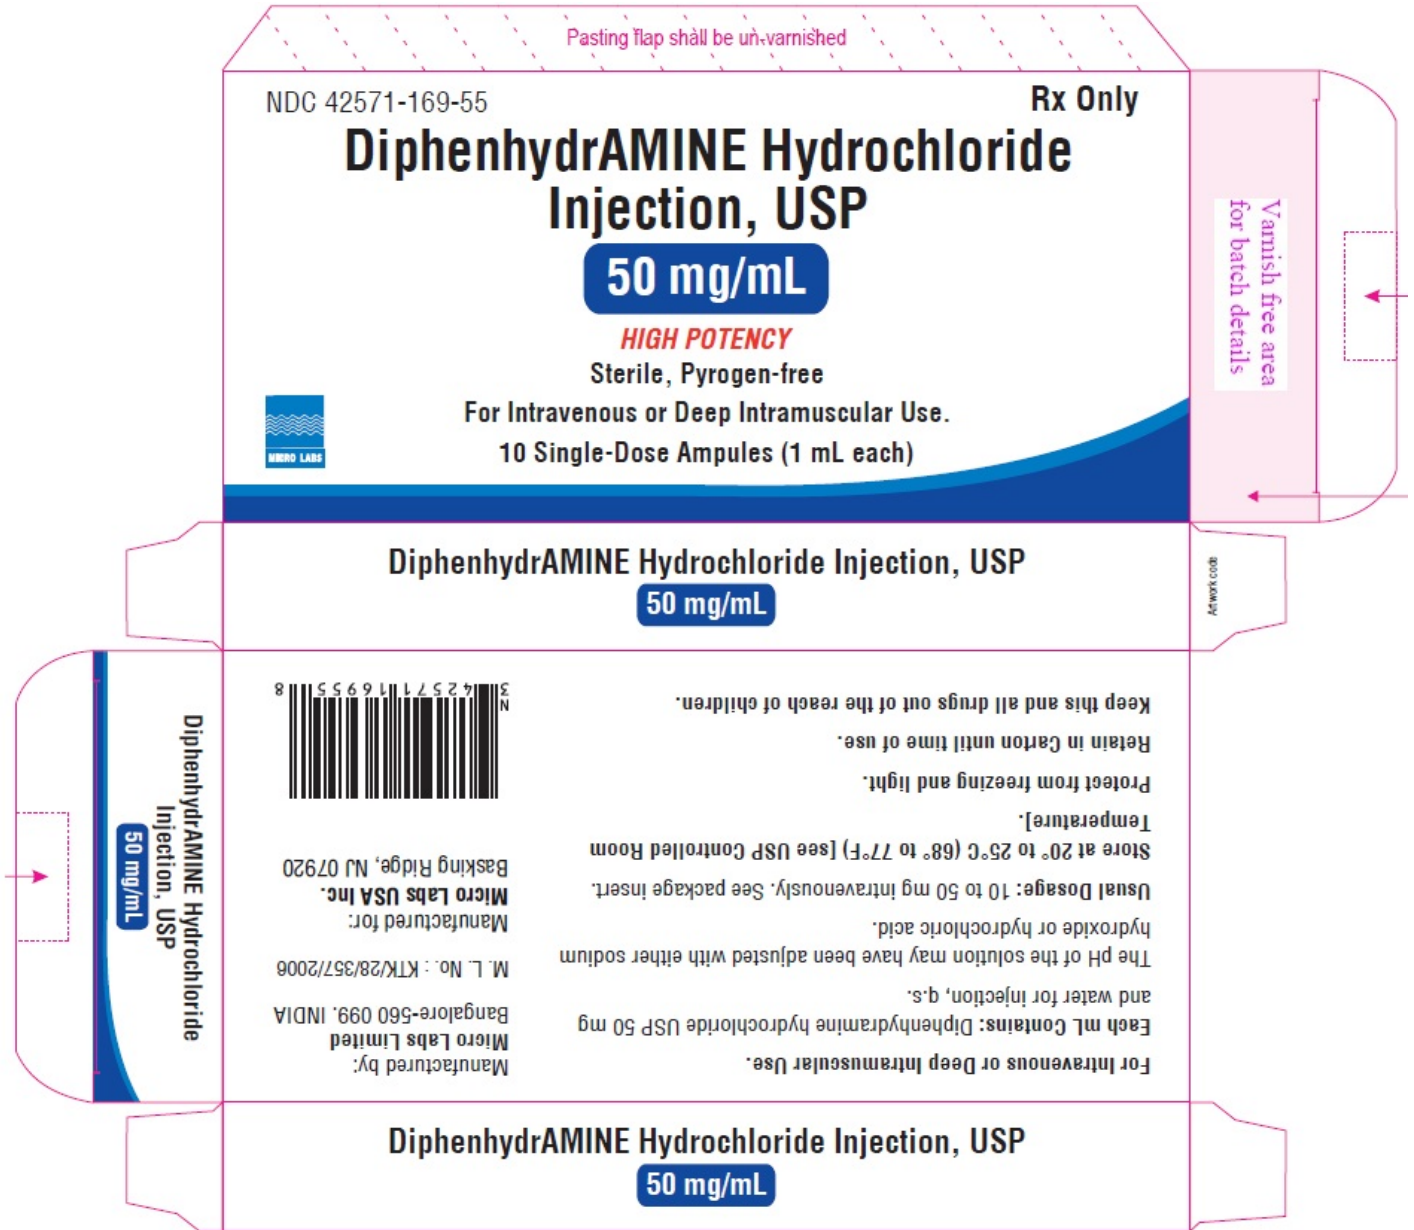 Pasting flap shall be un-varnished
NDC 42571-169-55
Rx Only
DiphenhydrAMINE Hydrochloride
Injection, USP
50 mg/mL
HIGH POTENCY
Sterile, Pyrogen-free
For Intravenous or Deep Intramuscular Use.
10 Single-Dose Ampules (1 mL each)
MICRO LABS
Varnish free area
for batch details
DiphenhydrAMINE Hydrochloride Injection, USP
50 mg/mL
Artwork code
For Intravenous or Deep Intramuscular Use.
Each mL Contains: Diphenhydramine hydrochloride USP 50 mg
and water for injection, q.s.
The pH of the solution may have been adjusted with either sodium
hydroxide or hydrochloric acid.
Usual Dosage: 10 to 50 mg intravenously. See package insert.
Store at 20° to 25°C (68° to 77°F) [see USP Controlled Room
Temperature].
Protect from freezing and light.
Retain in Carton until time of use.
Keep this and all drugs out of the reach of children.
Manufactured by:
Micro Labs Limited
Bangalore-560 099. INDIA
M. L. No. : KTK/28/357/2006
Manufactured for:
Micro Labs USA Inc.
Basking Ridge, NJ 07920
N
3 42571 16955 8
DiphenhydrAMINE Hydrochloride
Injection, USP
50 mg/mL
DiphenhydrAMINE Hydrochloride Injection, USP
50 mg/mL